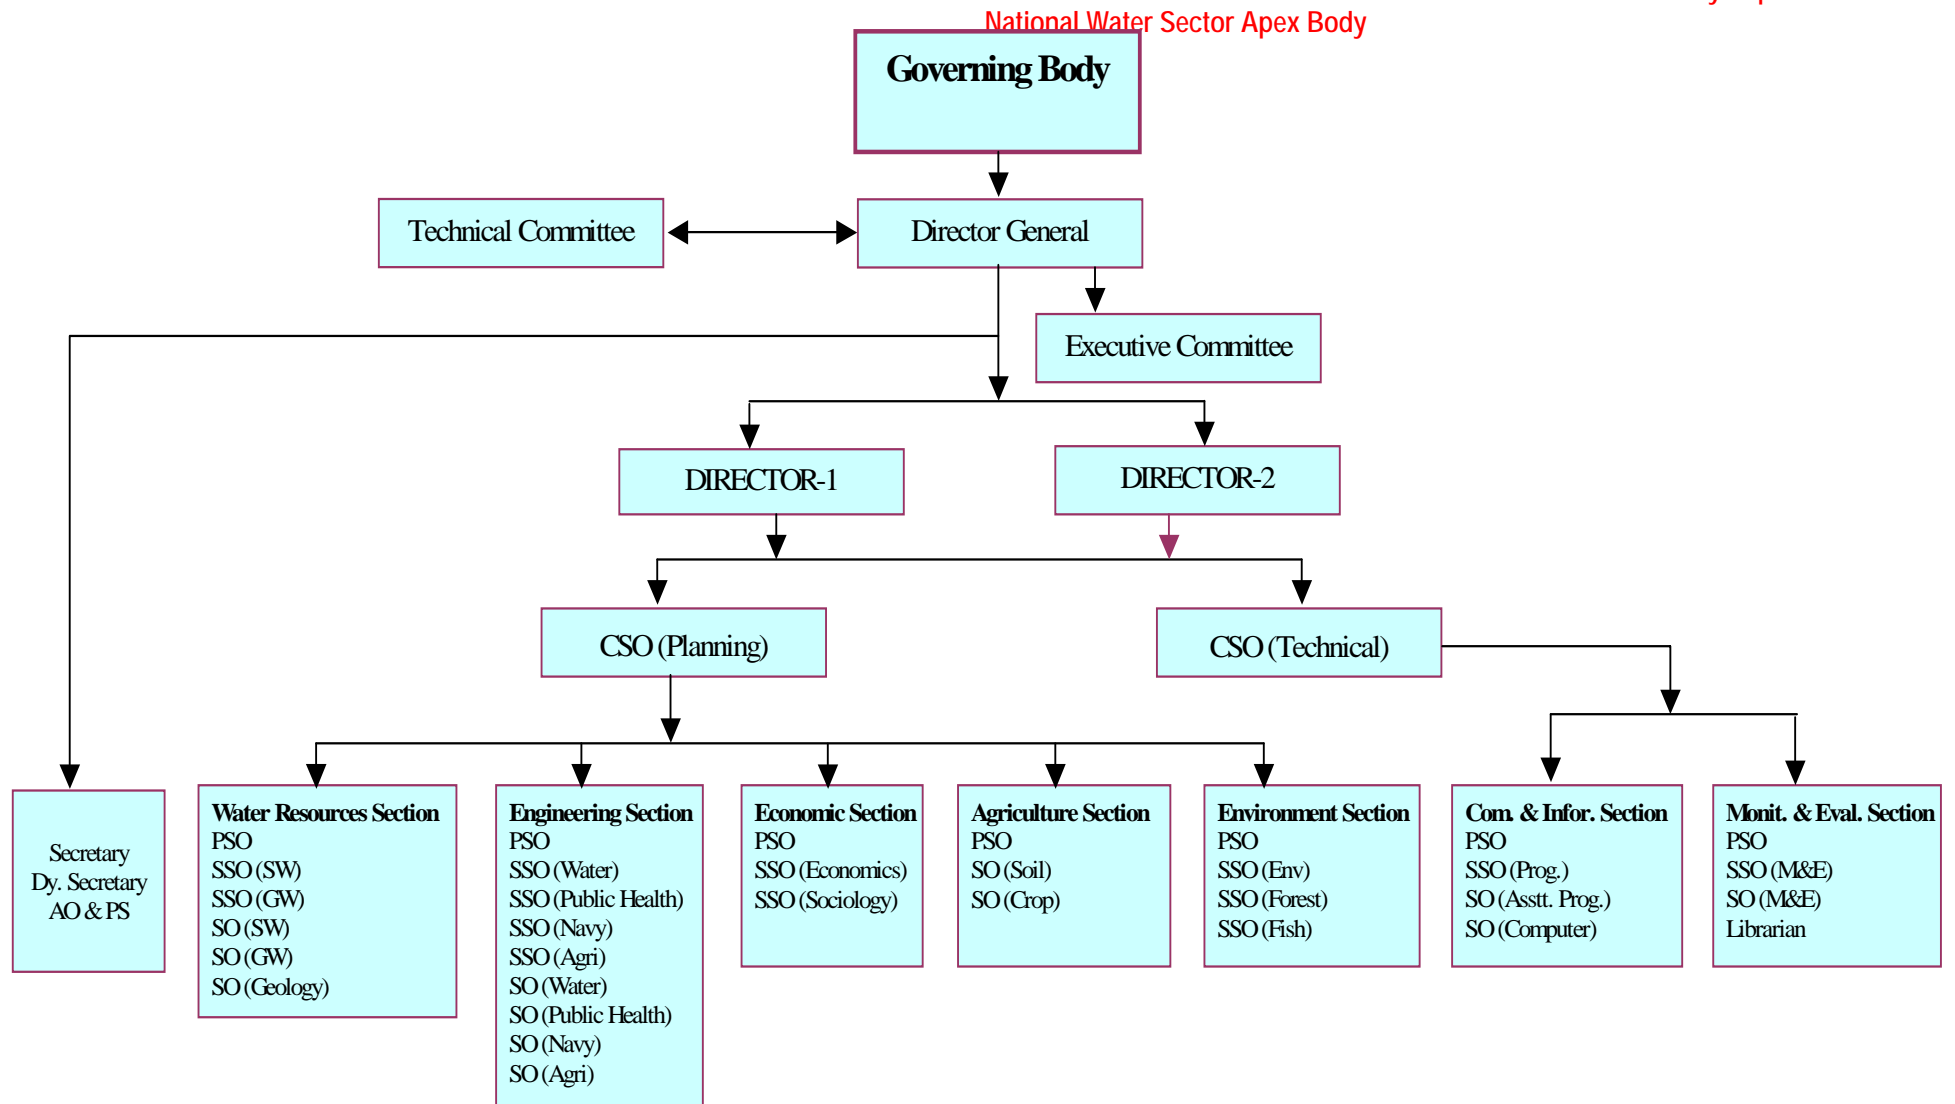 National Water Sector Apex Body
Governing Body
Technical Committee
Director General
Executive Committee
DIRECTOR-1
DIRECTOR-2
CSO (Planning)
CSO (Technical)
Secretary
Dy. Secretary
AO & PS
Water Resources Section
PSO
SSO (SW)
SSO (GW)
SO (SW)
SO (GW)
SO (Geology)
Engineering Section
PSO
SSO (Water)
SSO (Public Health)
SSO (Navy)
SSO (Agri)
SO (Water)
SO (Public Health)
SO (Navy)
SO (Agri)
Economic Section
PSO
SSO (Economics)
SSO (Sociology)
Agriculture Section
PSO
SO (Soil)
SO (Crop)
Environment Section
PSO
SSO (Env)
SSO (Forest)
SSO (Fish)
Com. & Infor. Section
PSO
SSO (Prog.)
SO (Asstt. Prog.)
SO (Computer)
Monit. & Eval. Section
PSO
SSO (M&E)
SO (M&E)
Librarian